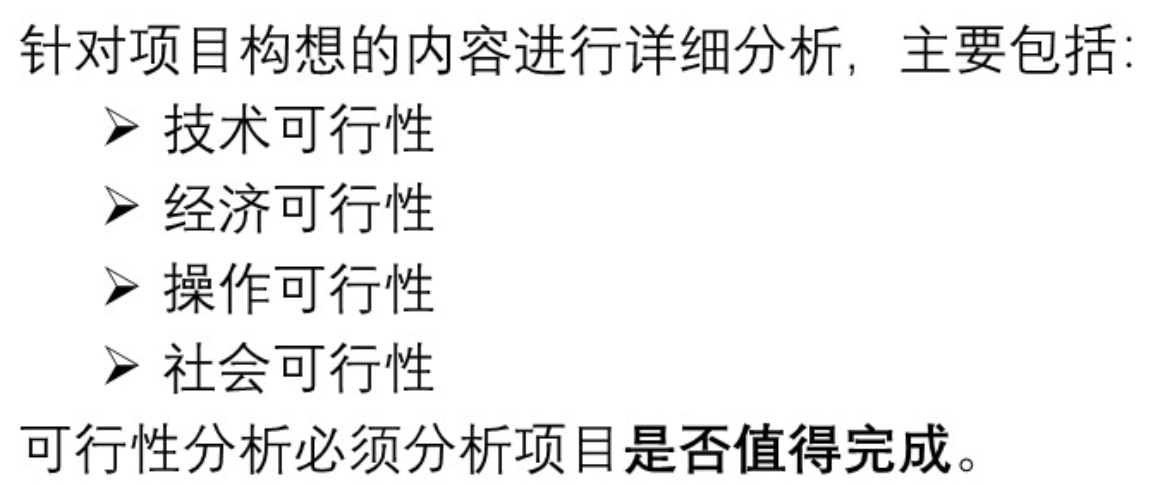 针对项目构想的内容进行详细分析，主要包括：
➢ 技术可行性
➢ 经济可行性
➢ 操作可行性
➢ 社会可行性
可行性分析必须分析项目是否值得完成。